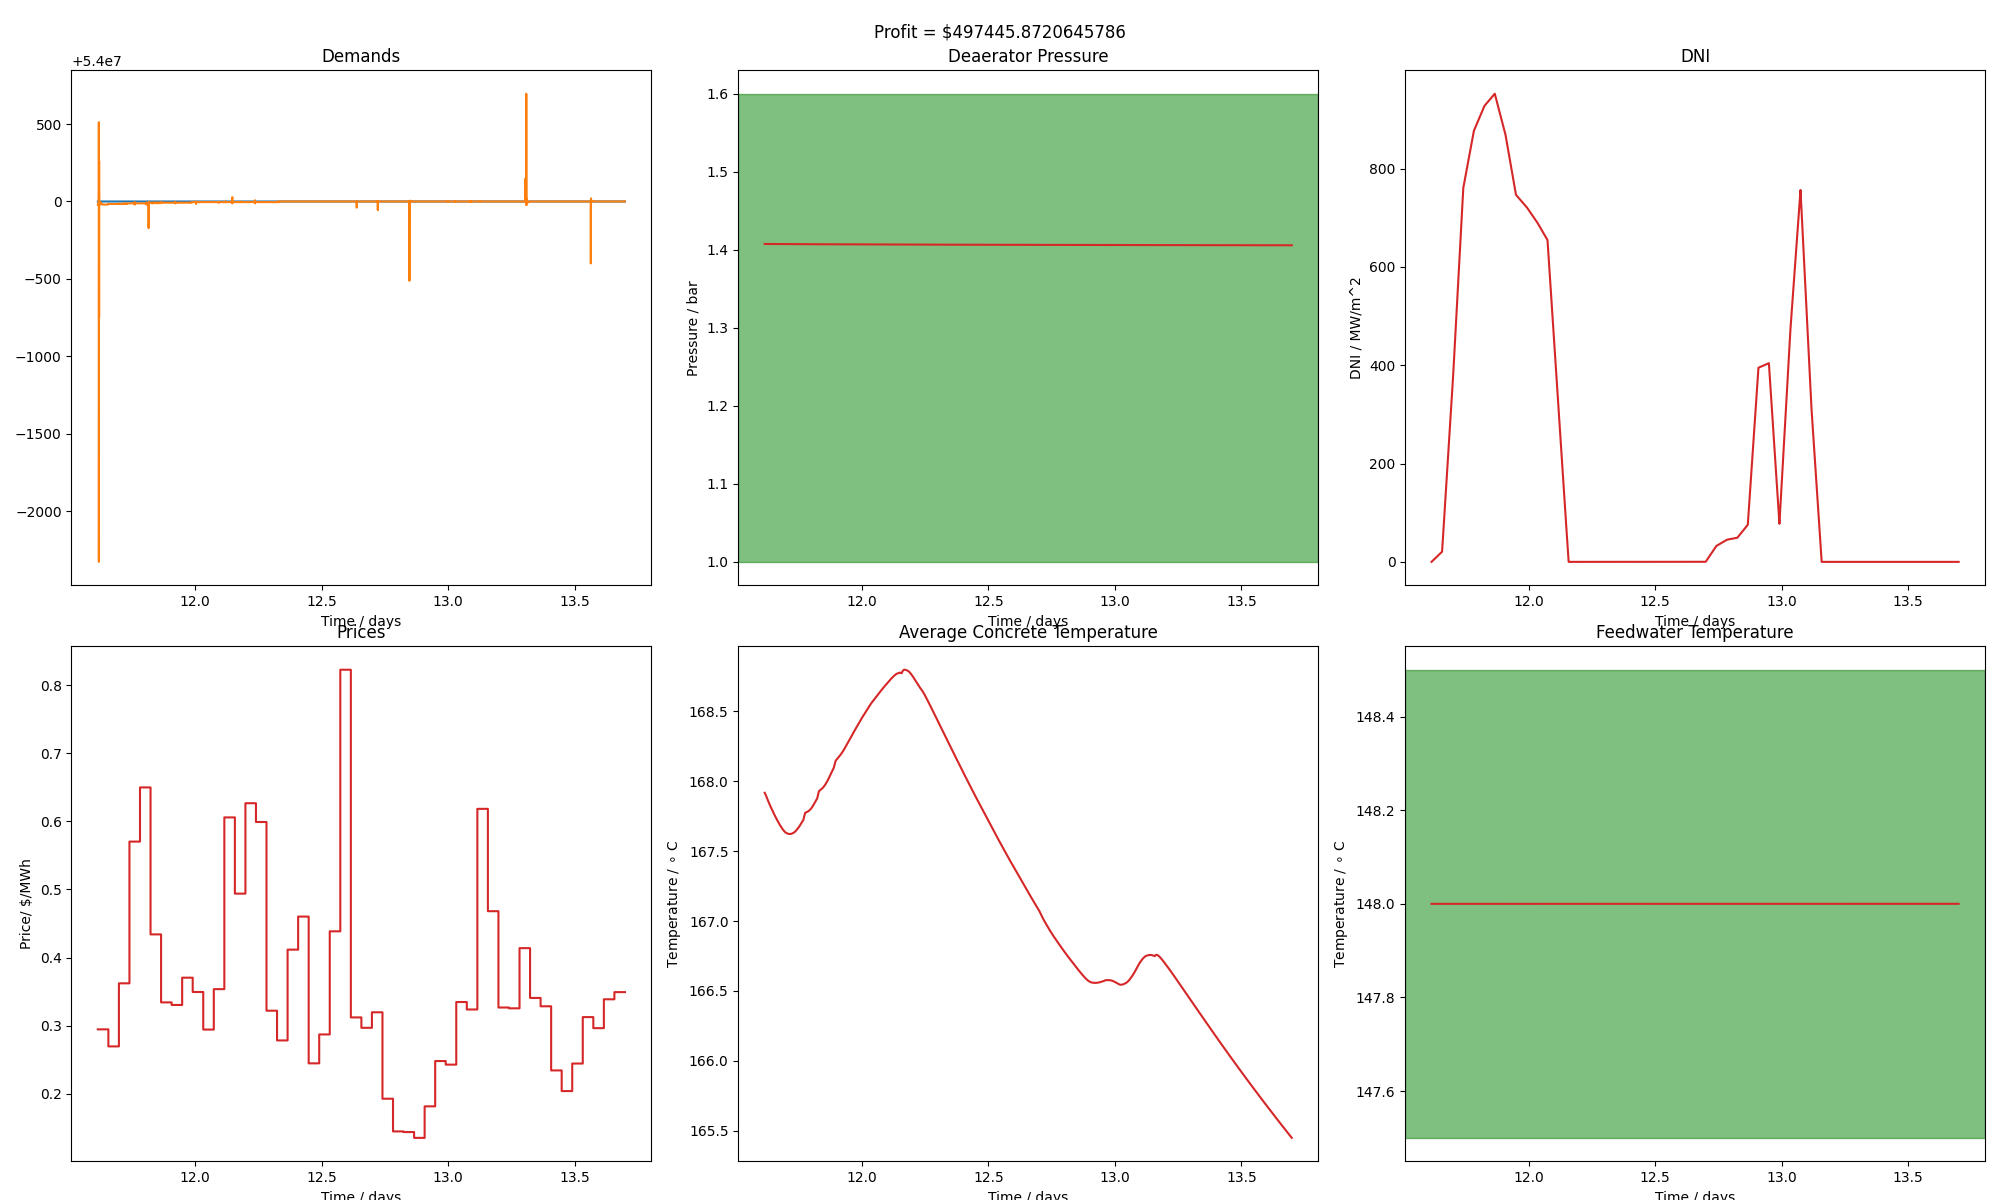 Profit = $497445.8720645786
Demands
+5.4e7
500
0
−500
−1000
−1500
−2000
12.0 12.5 13.0 13.5
Time / days
Deaerator Pressure
Pressure / bar
1.6
1.5
1.4
1.3
1.2
1.1
1.0
12.0 12.5 13.0 13.5
Time / days
DNI
DNI / MW/m^2
800
600
400
200
0
12.0 12.5 13.0 13.5
Time / days
Prices
Price/ $/MWh
0.8
0.7
0.6
0.5
0.4
0.3
0.2
12.0 12.5 13.0 13.5
Time / days
Average Concrete Temperature
Temperature / ∘ C
168.5
168.0
167.5
167.0
166.5
166.0
165.5
12.0 12.5 13.0 13.5
Time / days
Feedwater Temperature
Temperature / ∘ C
148.4
148.2
148.0
147.8
147.6
12.0 12.5 13.0 13.5
Time / days